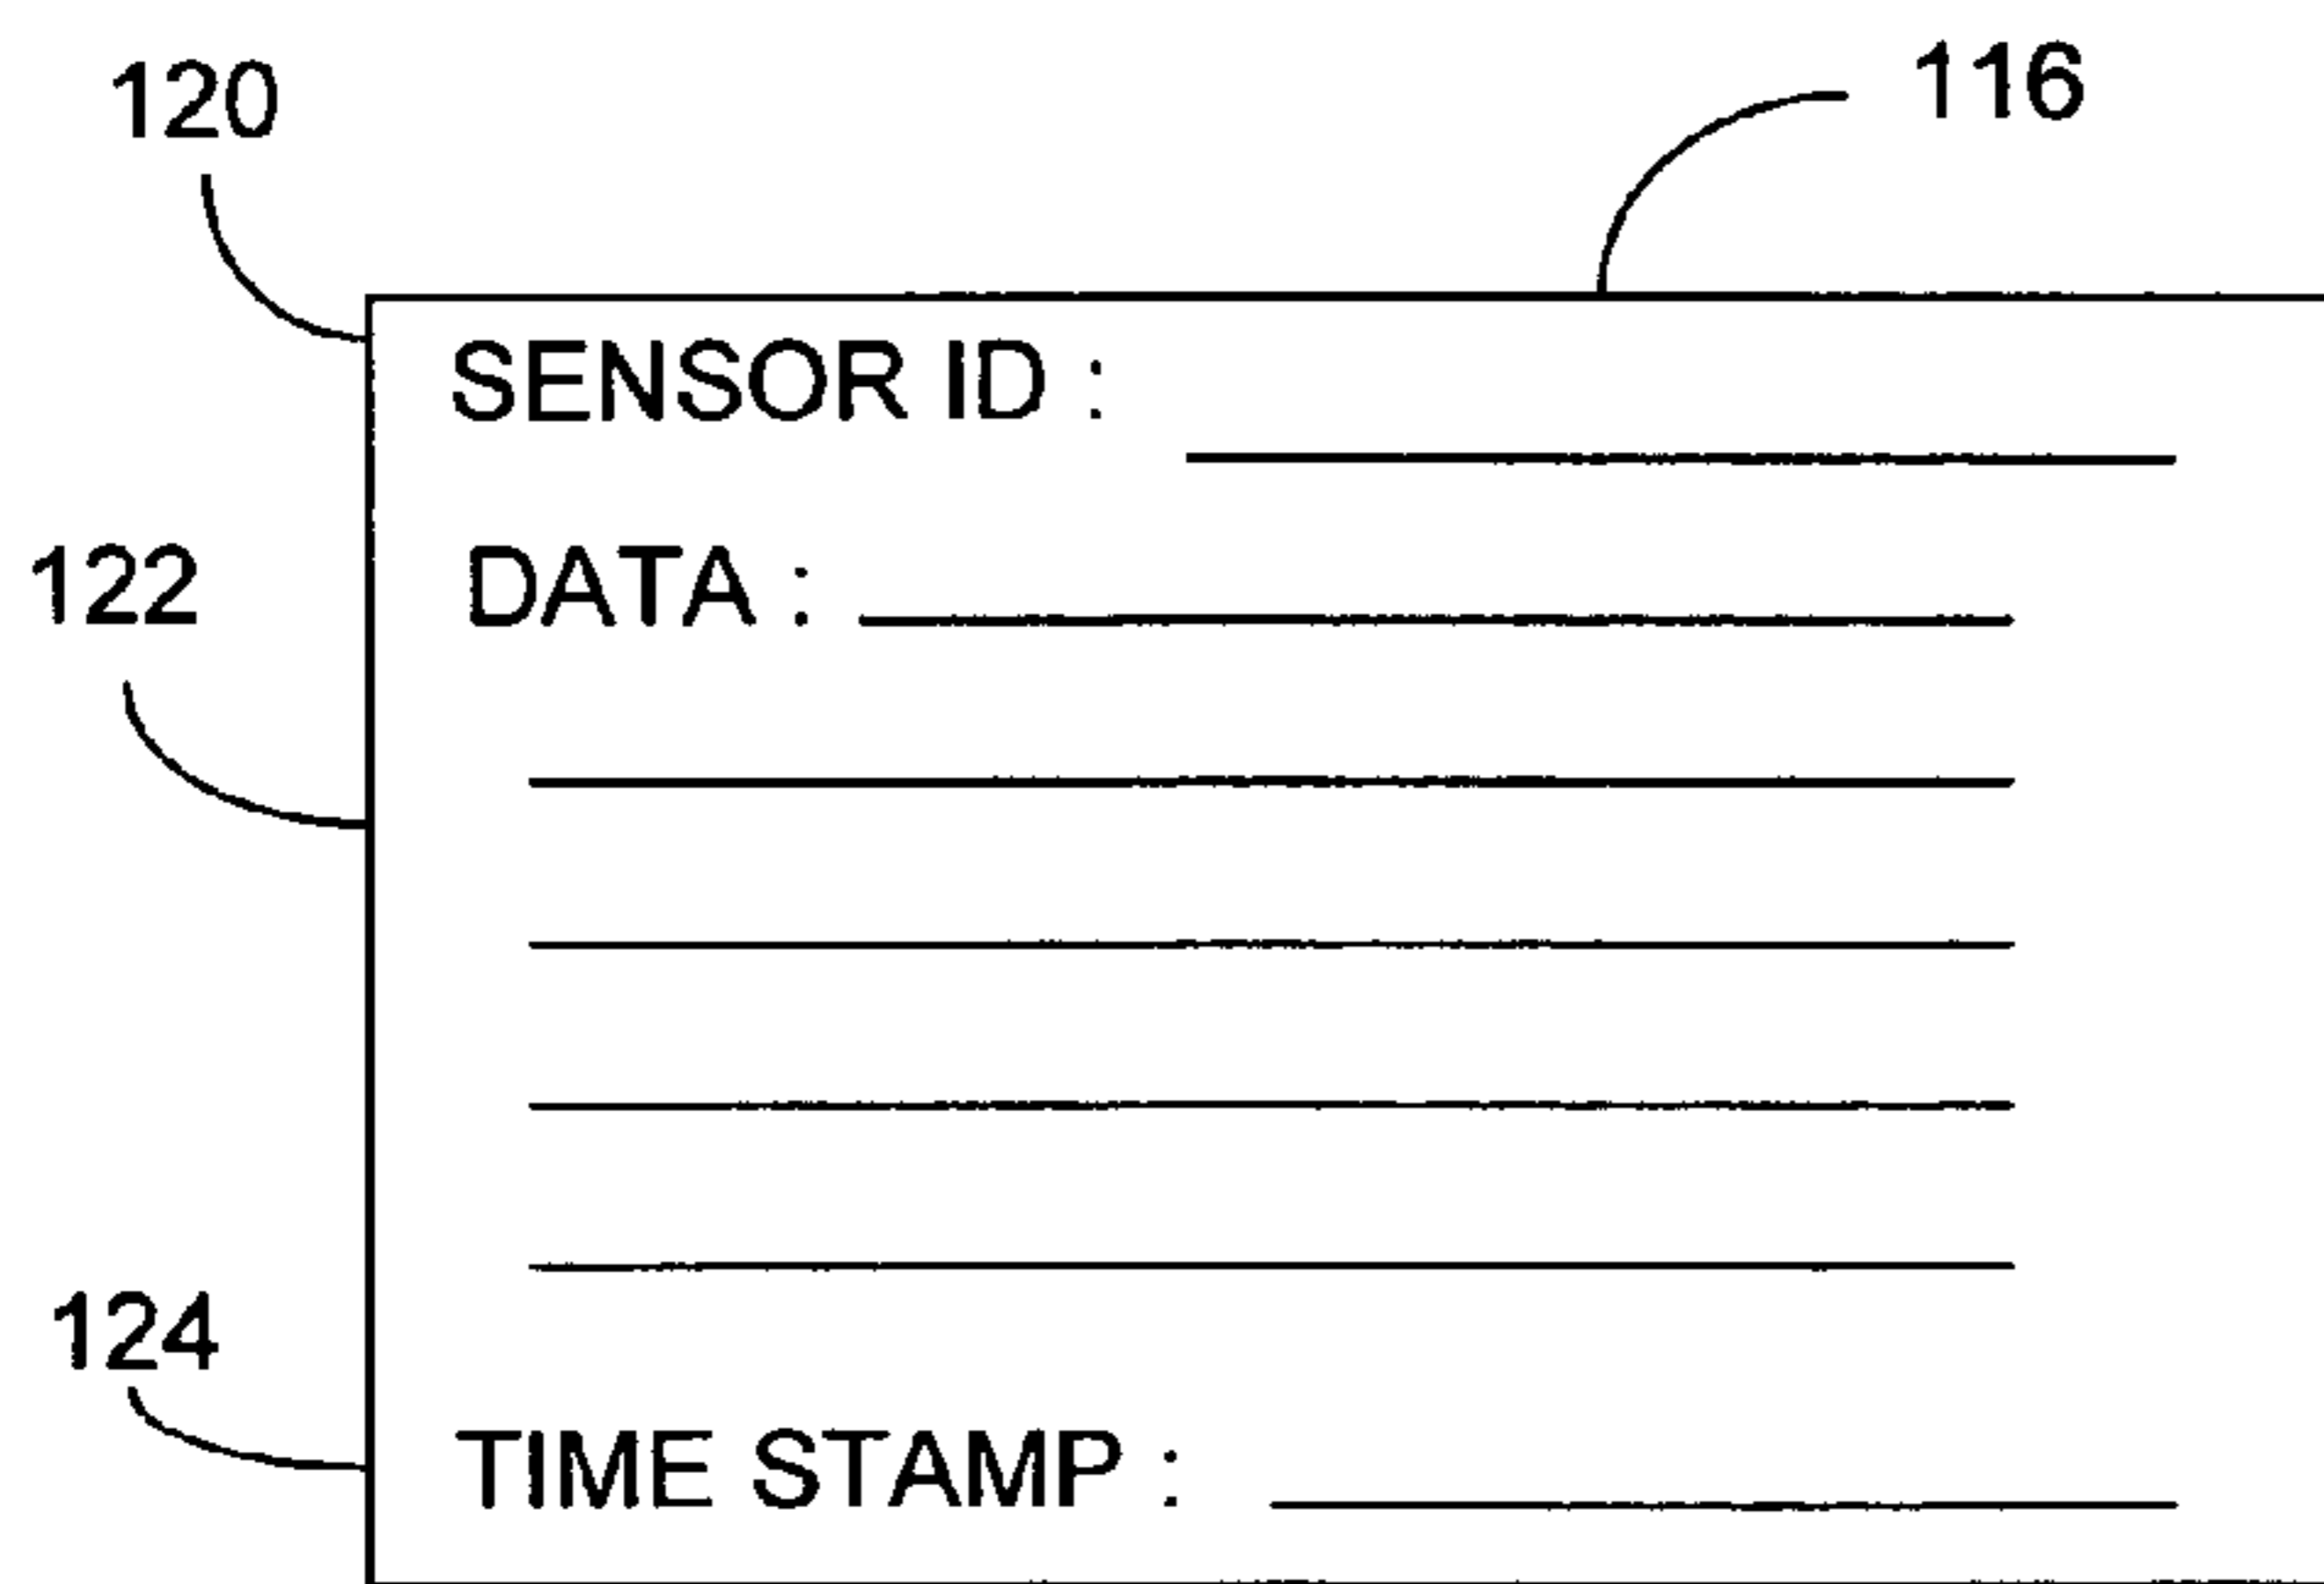 120
116
SENSOR ID :
122
DATA :
124
TIME STAMP :